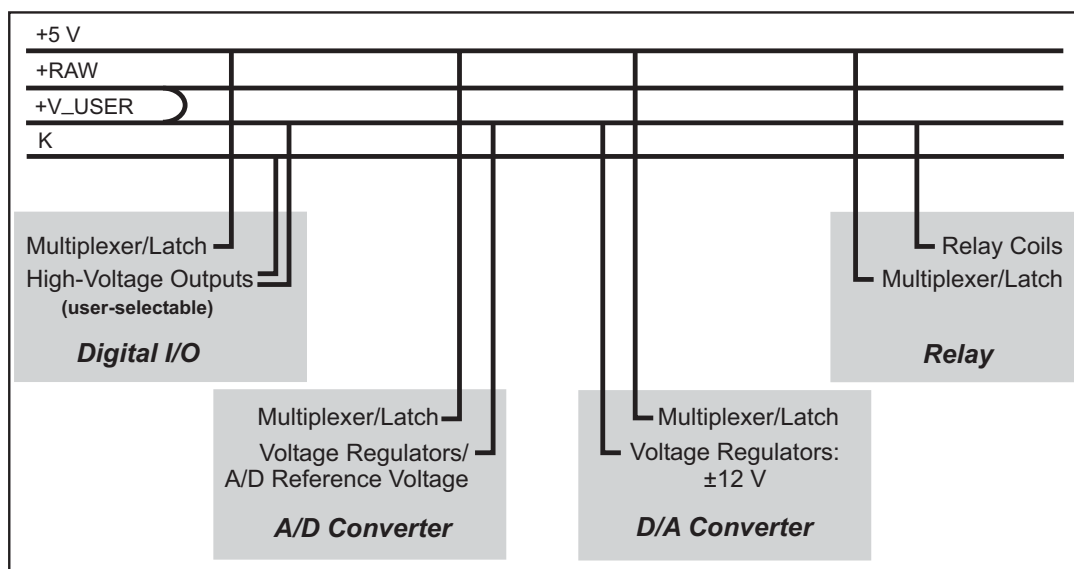 +5 V
+RAW
+V_USER
K
Multiplexer/Latch
High-Voltage Outputs
(user-selectable)
Digital I/O
Relay Coils
Multiplexer/Latch
Relay
Multiplexer/Latch
Voltage Regulators/
A/D Reference Voltage
A/D Converter
Multiplexer/Latch
Voltage Regulators:
±12 V
D/A Converter